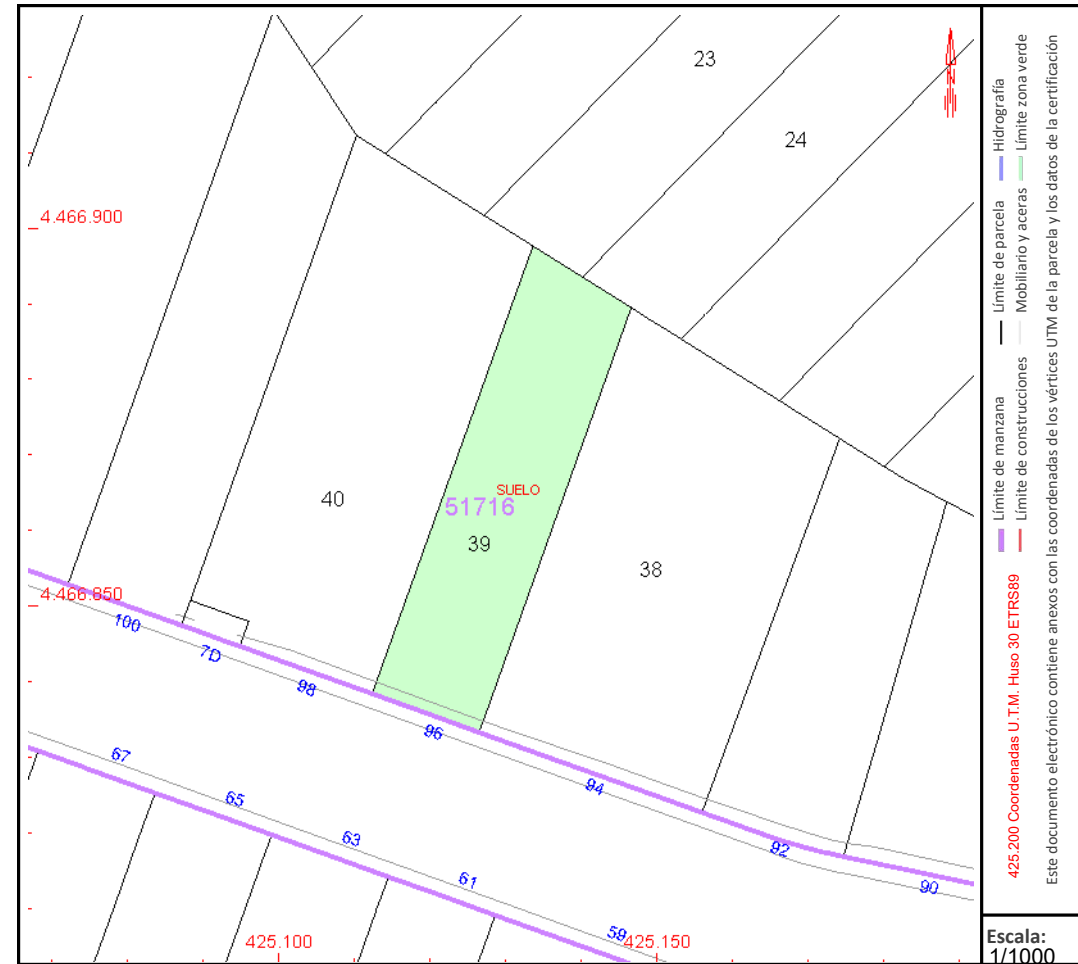 23
24
4.466.900
40
SUELO
51716
39
38
4.466.850
100
7D
98
96
94
92
90
67
65
63
61
59
425.100
425.150
N
Límite de manzana
Límite de parcela
Hidrografía
Límite de construcciones
Mobiliario y aceras
Límite zona verde
425.200 Coordenadas U.T.M. Huso 30 ETRS89
Este documento electrónico contiene anexos con las coordenadas de los vértices UTM de la parcela y los datos de la certificación
Escala:
1/1000